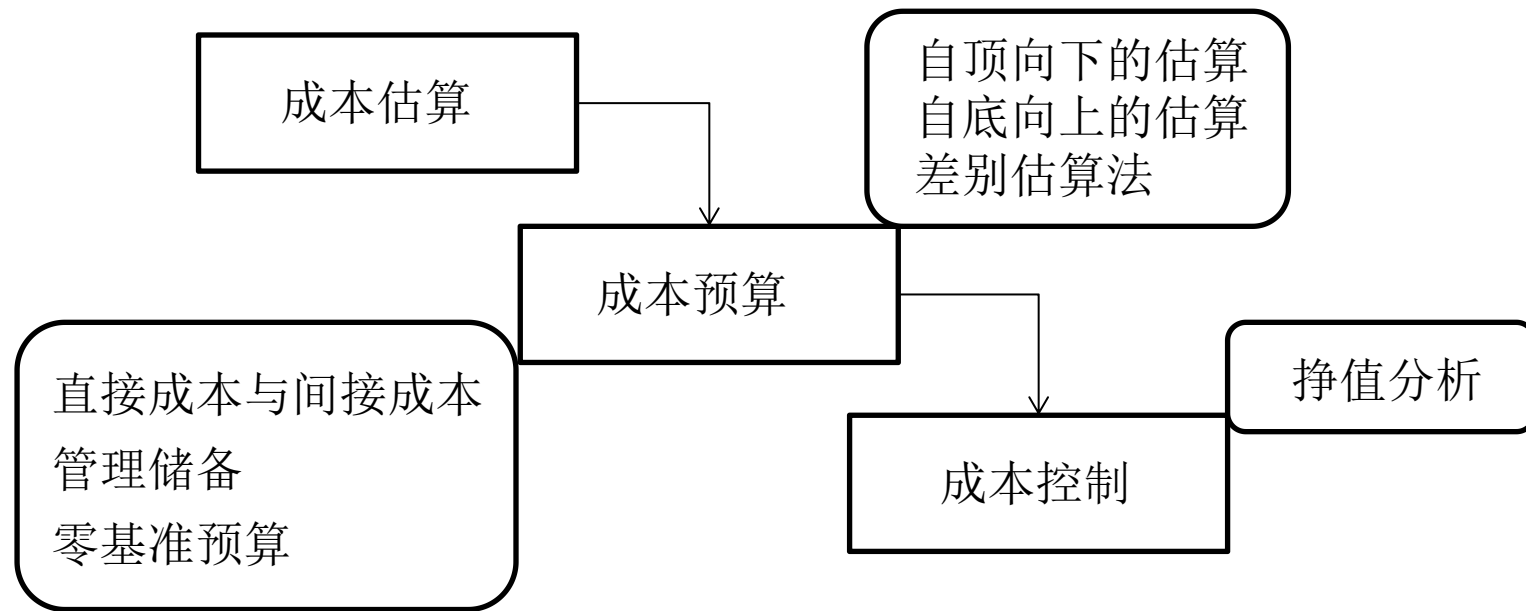 成本估算
自顶向下的估算
自底向上的估算
差别估算法
成本预算
直接成本与间接成本
管理储备
零基准预算
挣值分析
成本控制